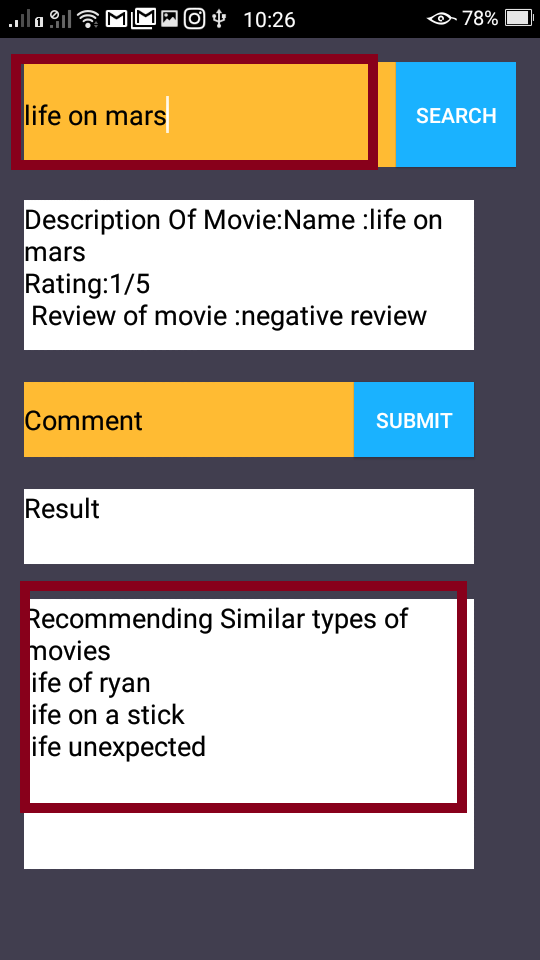 10:26
78%
life on mars
SEARCH
Description Of Movie:Name :life on
mars
Rating:1/5
Review of movie :negative review
Comment
SUBMIT
Result
Recommending Similar types of
movies
ife of ryan
ife on a stick
ife unexpected